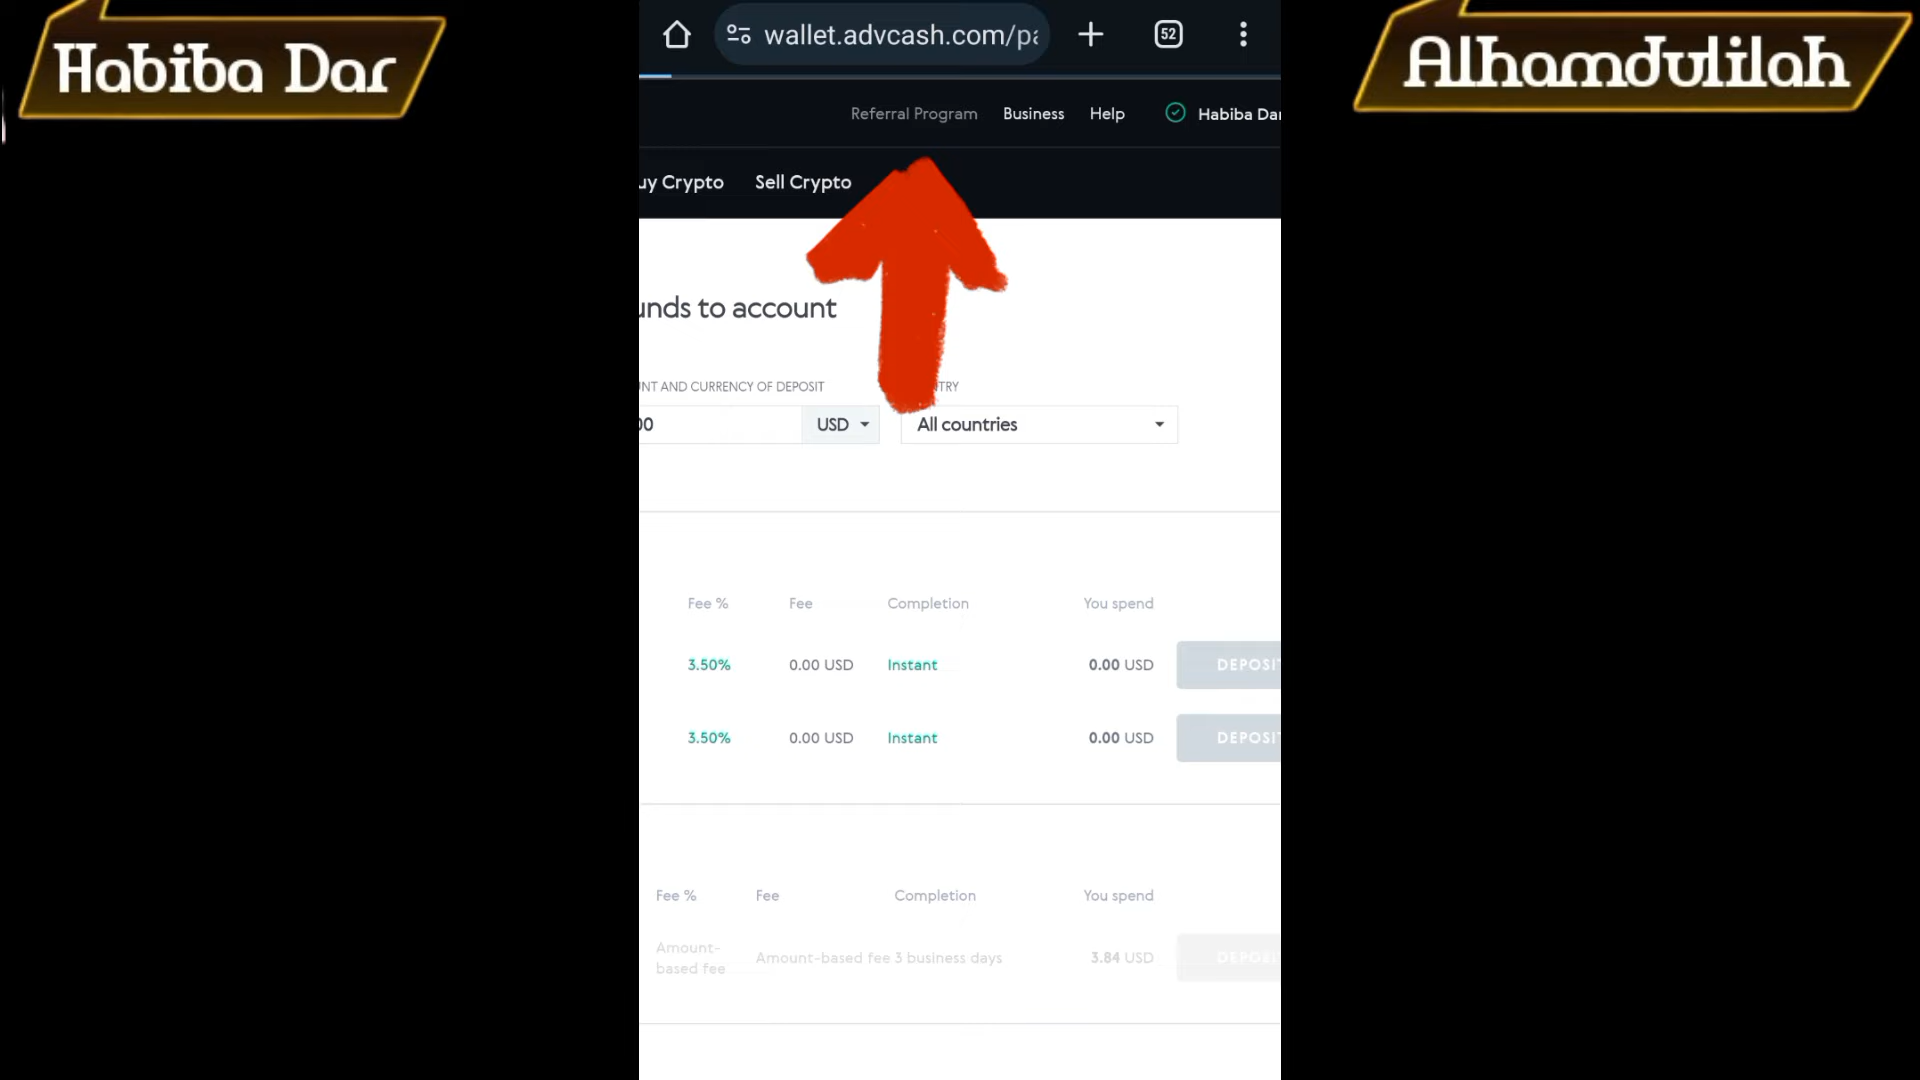 Habiba Dar
Alhamdulilah
wallet.advcash.com/pa
52
Referral Program Business Help Habiba Dar
uy Crypto Sell Crypto
unds to account
UNT AND CURRENCY OF DEPOSIT TRY
00 USD All countries
Fee % Fee Completion You spend
3.50% 0.00 USD Instant 0.00 USD DEPOSIT
3.50% 0.00 USD Instant 0.00 USD DEPOSIT
Fee % Fee Completion You spend
Amount-
based fee Amount-based fee 3 business days 3.84 USD DEPOSIT